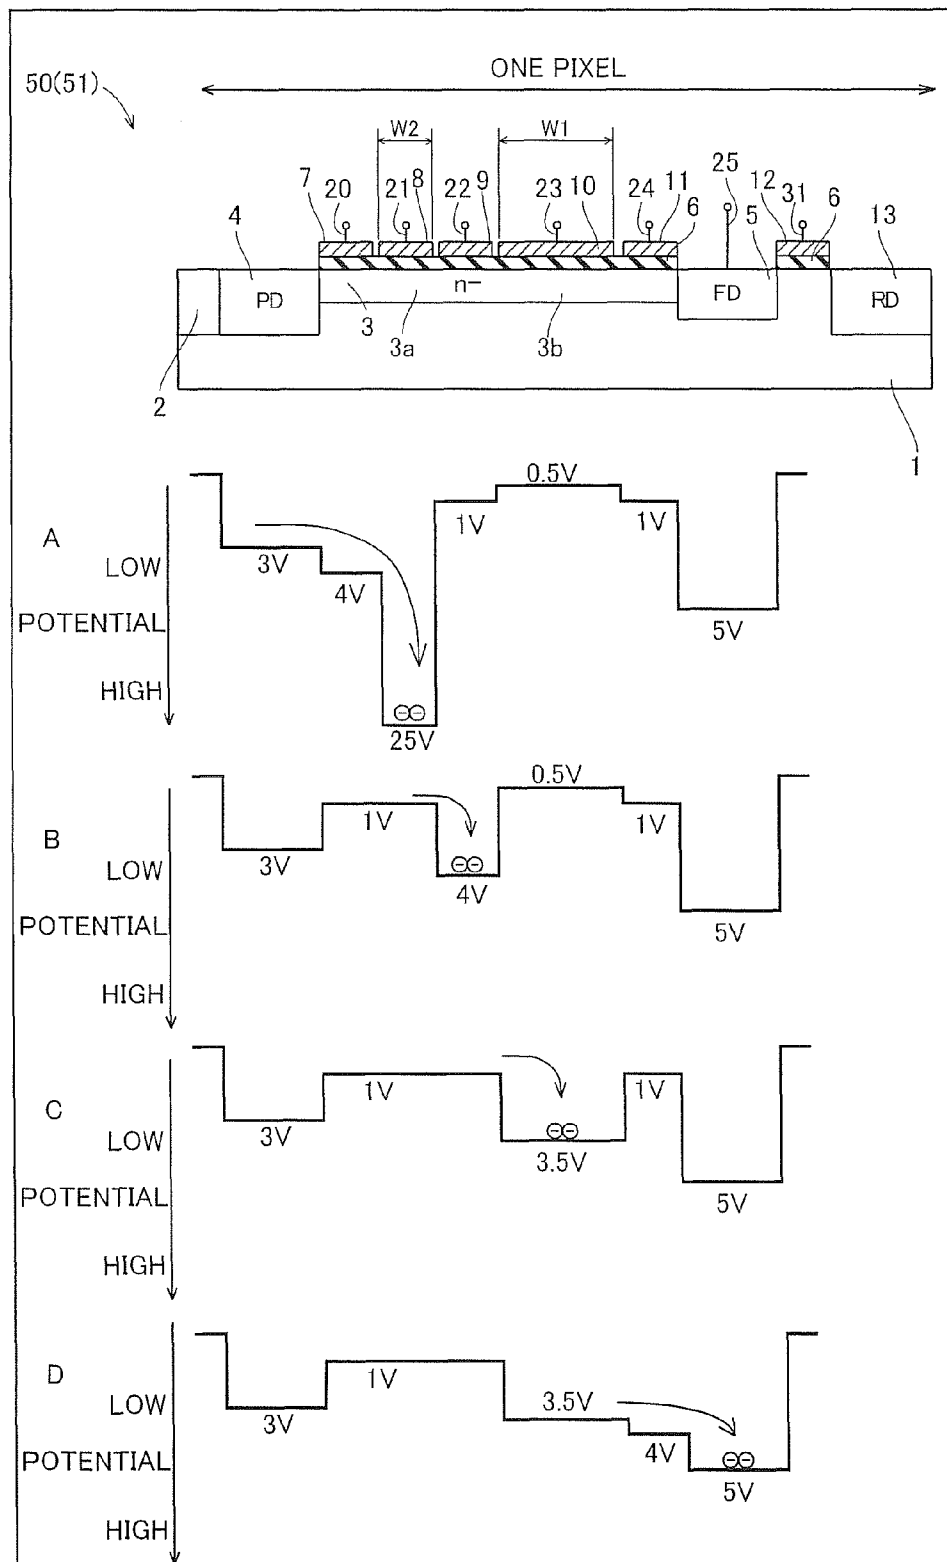 ONE PIXEL
50(51)
W2 W1
25
7 20 21 8 22 9 23 10 24 11 12 31 6 13
4 6 5
PD n− FD RD
3 3a 3b
2 1
A
LOW
POTENTIAL
HIGH
3V 4V 25V 1V 0.5V 1V 5V
B
LOW
POTENTIAL
HIGH
3V 1V 4V 0.5V 1V 5V
C
LOW
POTENTIAL
HIGH
3V 1V 3.5V 1V 5V
D
LOW
POTENTIAL
HIGH
3V 1V 3.5V 4V 5V